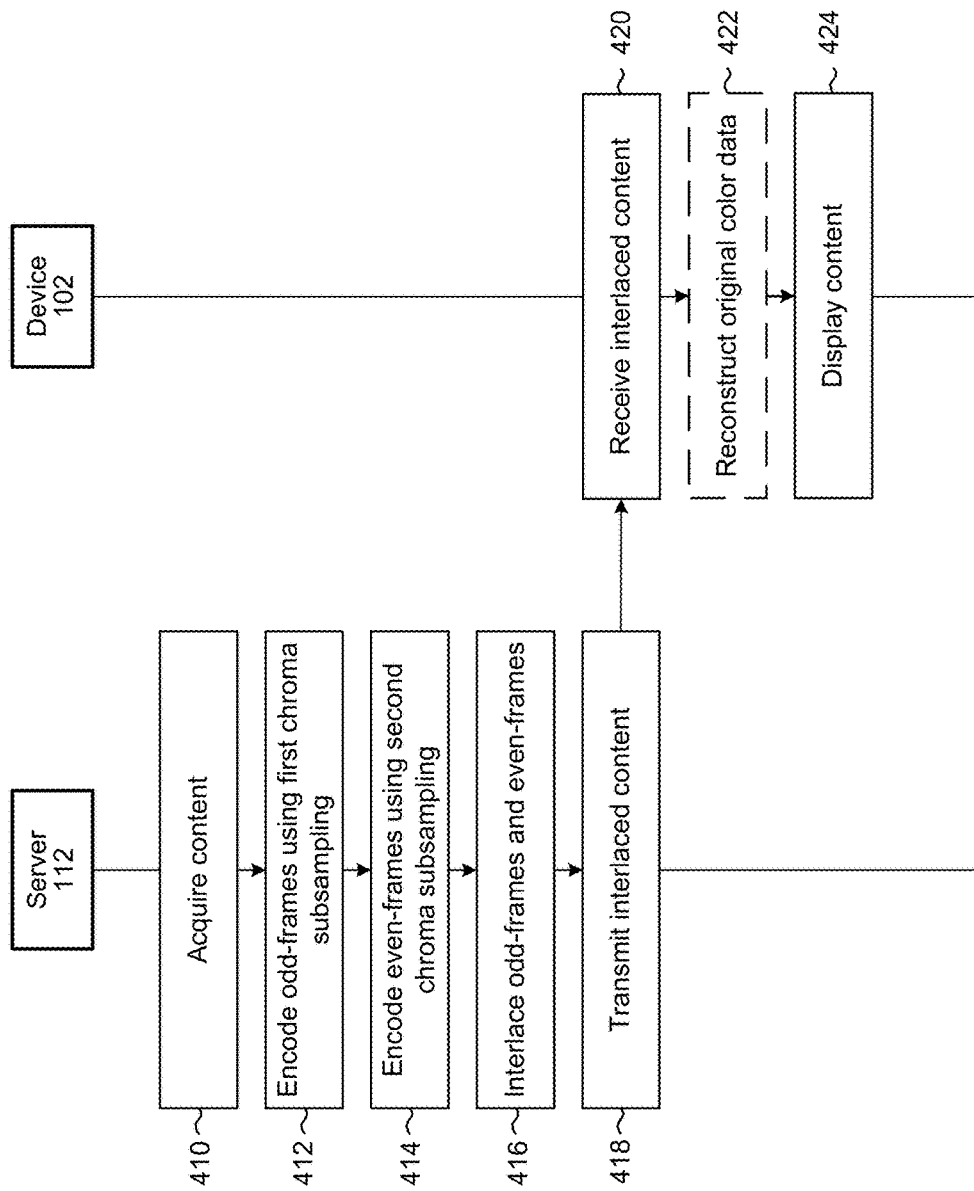 Server
112
Device
102
410
Acquire content
412
Encode odd-frames using first chroma
subsampling
414
Encode even-frames using second
chroma subsampling
416
Interlace odd-frames and even-frames
418
Transmit interlaced content
Receive interlaced content
420
Reconstruct original color data
422
Display content
424